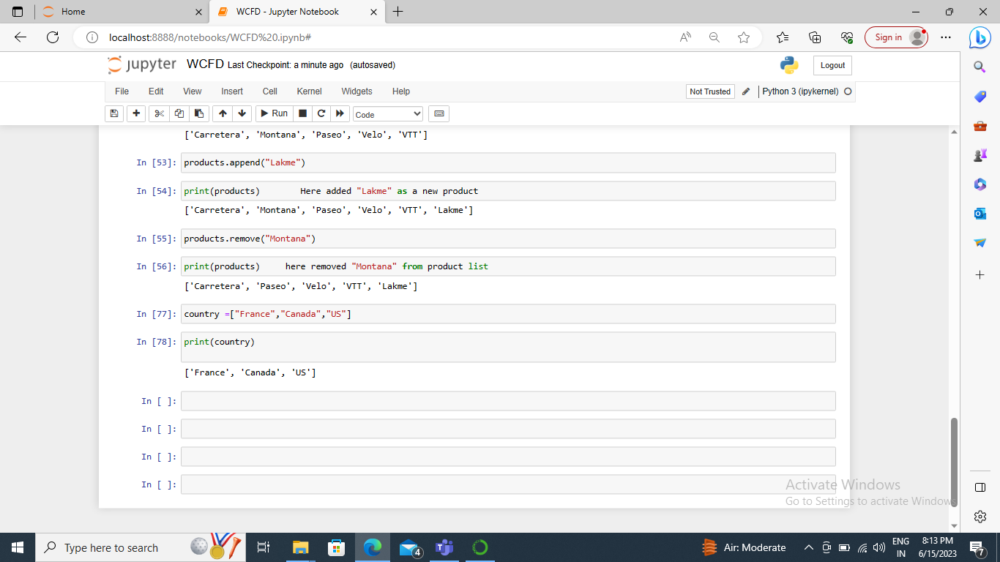 Home
WCFD - Jupyter Notebook
localhost:8888/notebooks/WCFD%20.ipynb#
Sign in
jupyter WCFD Last Checkpoint: a minute ago (autosaved)
Logout
File Edit View Insert Cell Kernel Widgets Help
Not Trusted
Python 3 (ipykernel)
Run
Code
['Carretera', 'Montana', 'Paseo', 'Velo', 'VTT']
In [53]: products.append("Lakme")
In [54]: print(products) Here added "Lakme" as a new product
['Carretera', 'Montana', 'Paseo', 'Velo', 'VTT', 'Lakme']
In [55]: products.remove("Montana")
In [56]: print(products) here removed "Montana" from product list
['Carretera', 'Paseo', 'Velo', 'VTT', 'Lakme']
In [77]: country =["France","Canada","US"]
In [78]: print(country)
['France', 'Canada', 'US']
In [ ]:
In [ ]:
In [ ]:
In [ ]:
Activate Windows
Go to Settings to activate Windows
Type here to search
4
Air: Moderate
ENG
IN
8:13 PM
6/15/2023
7